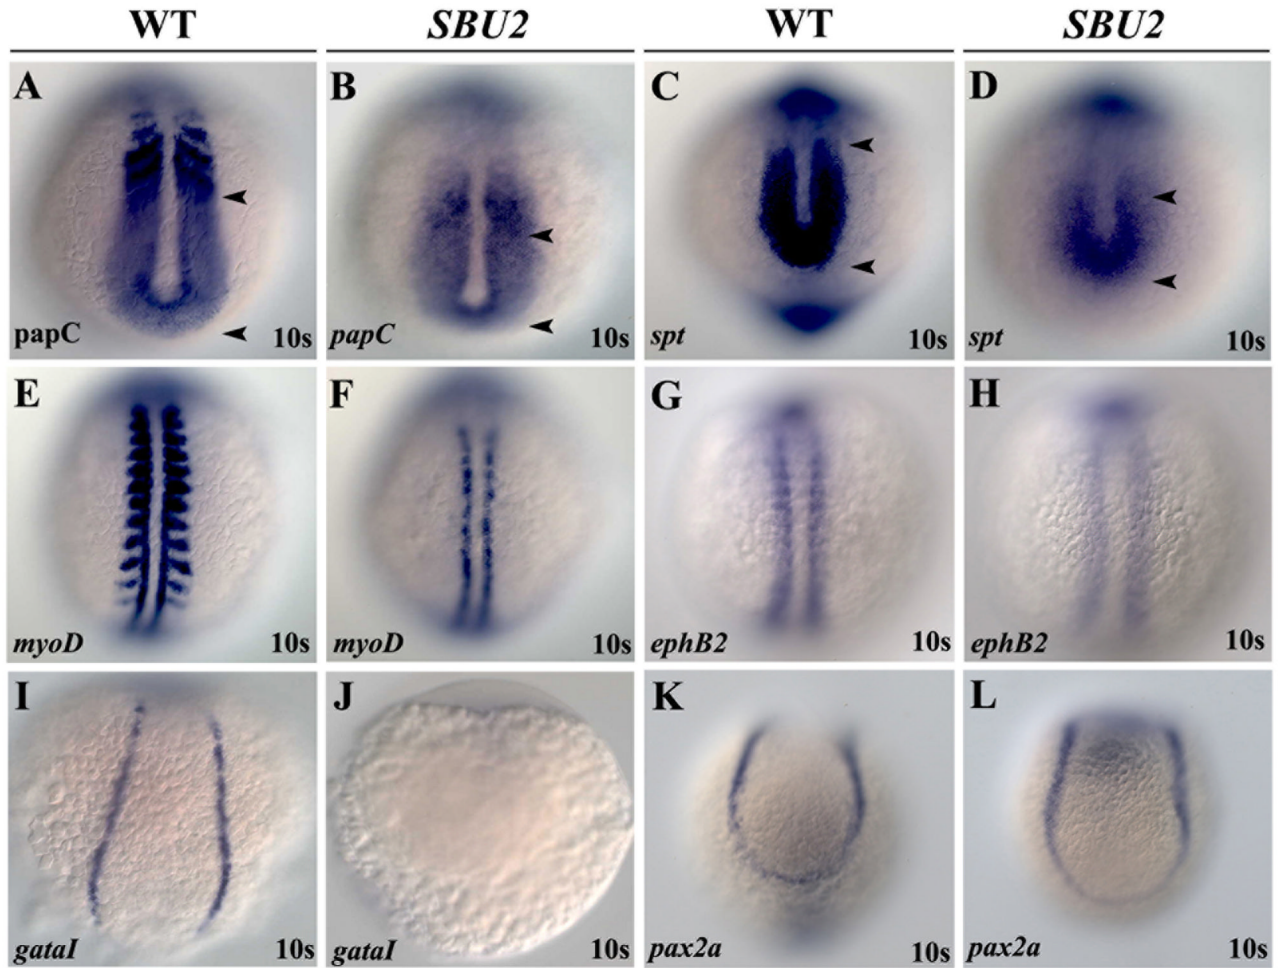 WT SBU2 WT SBU2
A B C D
papC 10s papC 10s spt 10s spt 10s
E F G H
myoD 10s myoD 10s ephB2 10s ephB2 10s
I J K L
gataI 10s gataI 10s pax2a 10s pax2a 10s